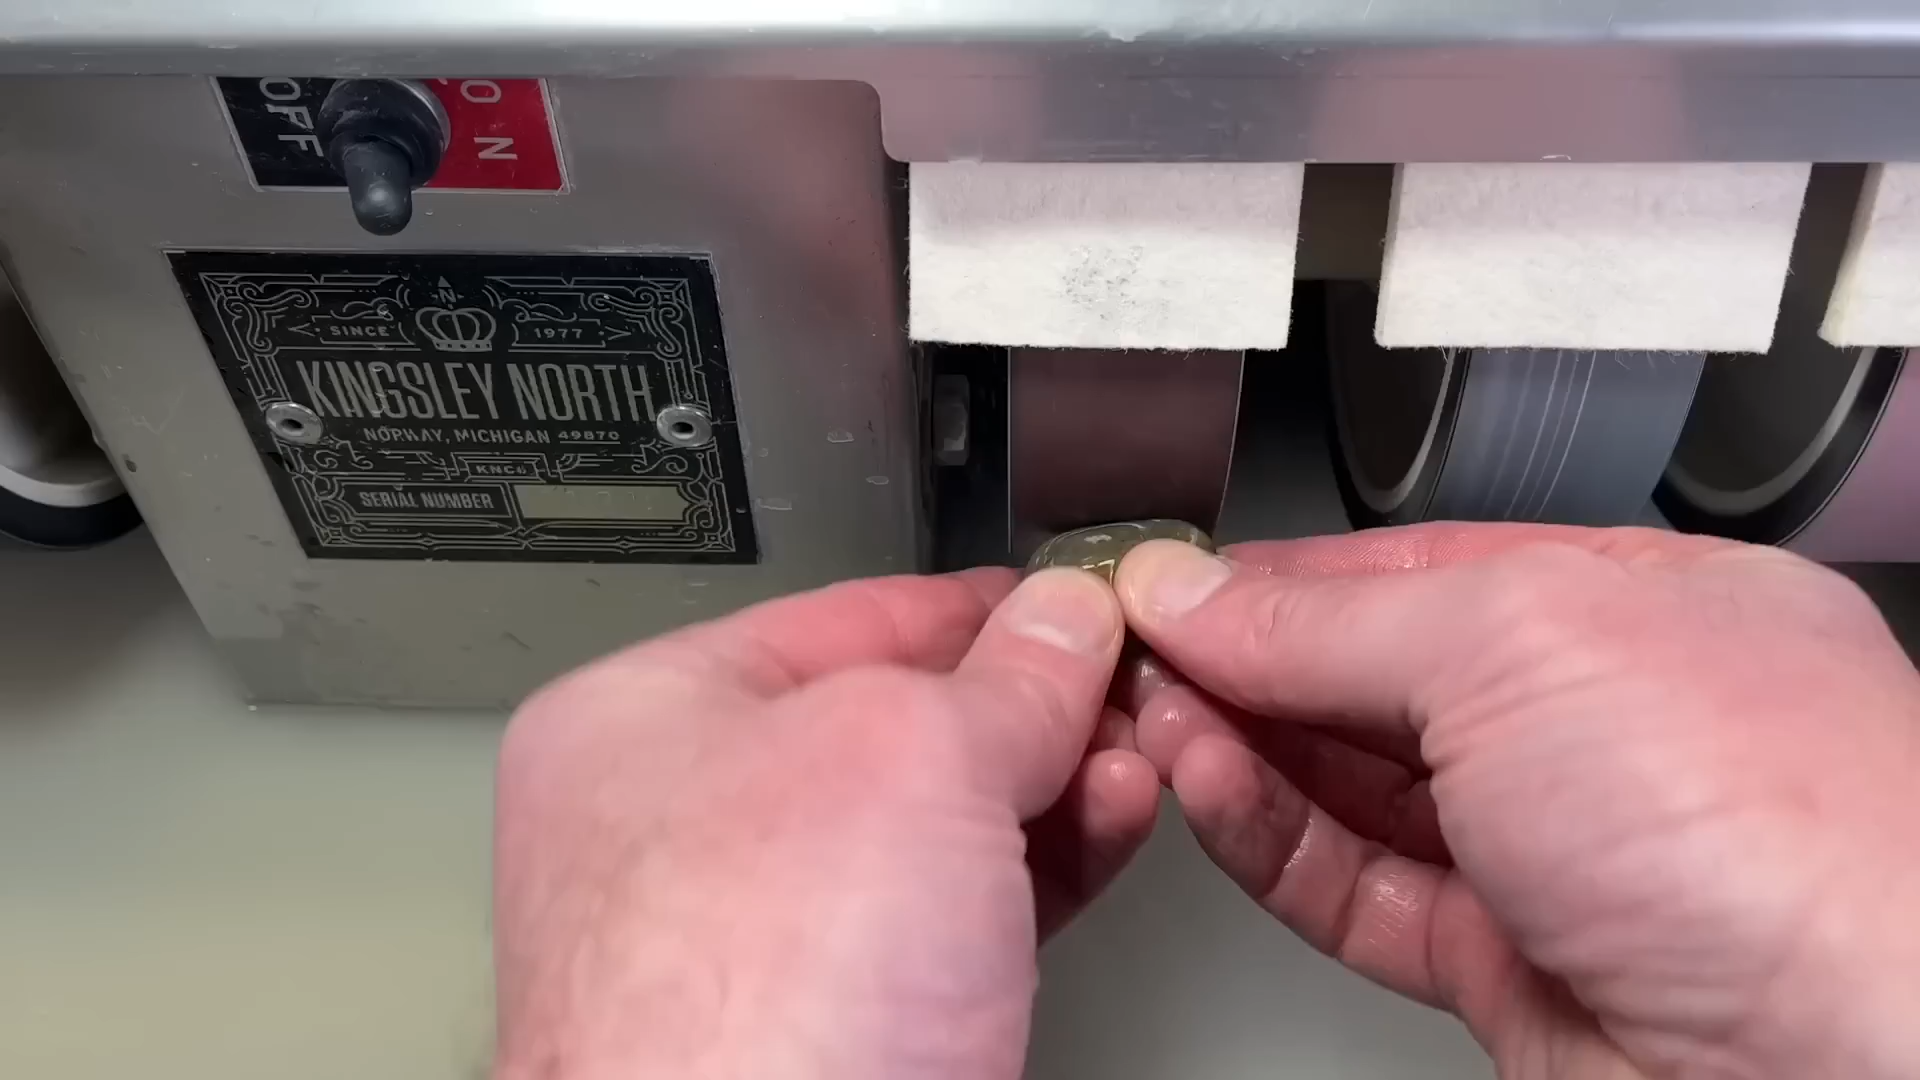 OFF
ON
N
SINCE 1977
KINGSLEY NORTH
NORWAY, MICHIGAN 49870
KNC6
SERIAL NUMBER